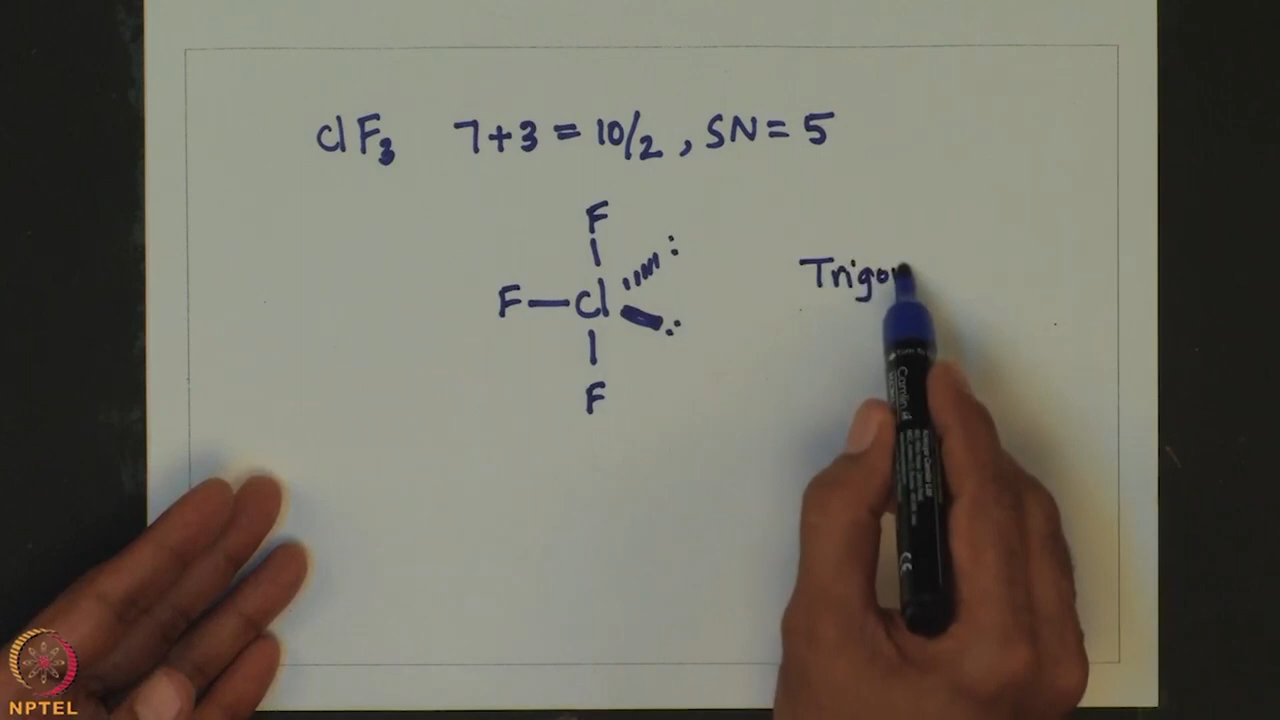 ClF₃ 7+3 = 10/2, SN = 5
F
F—Cl
F
Trigo
NPTEL